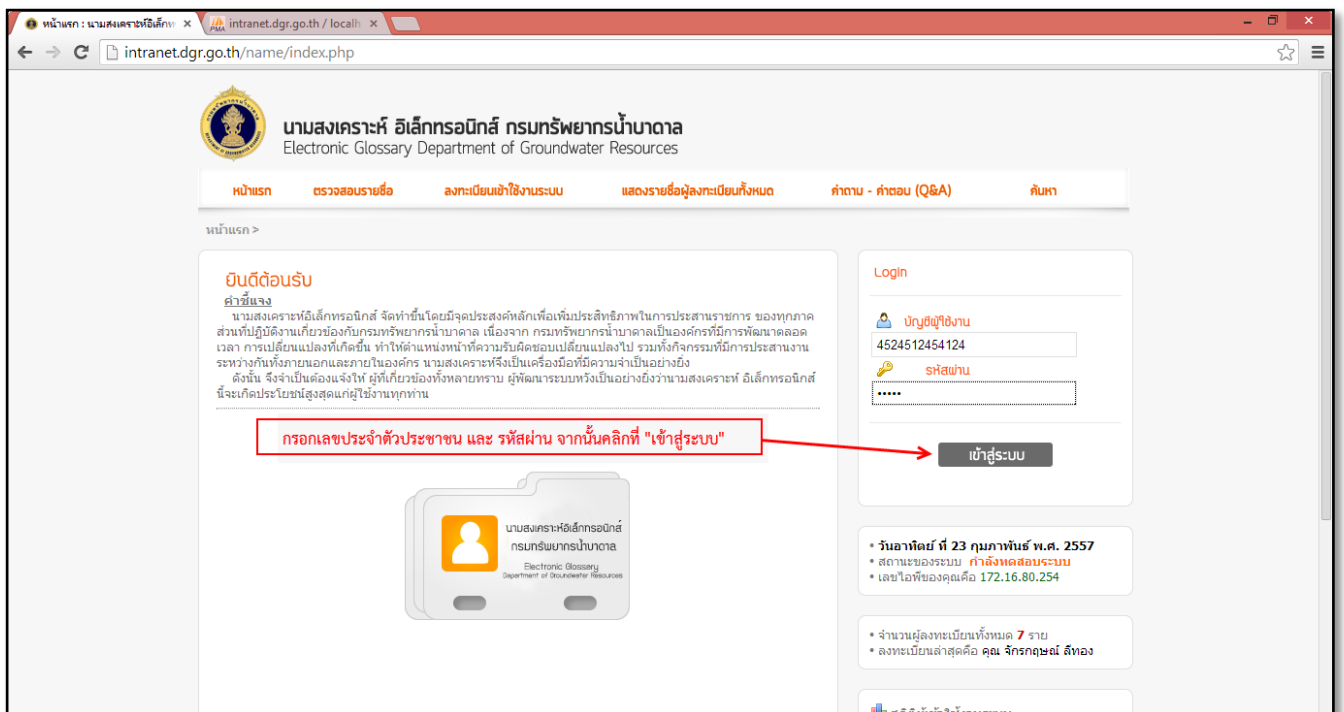 หน้าแรก : นามสงเคราะห์อิเล็กท
intranet.dgr.go.th / localh
intranet.dgr.go.th/name/index.php
นามสงเคราะห์ อิเล็กทรอนิกส์ กรมทรัพยากรน้ำบาดาล
Electronic Glossary Department of Groundwater Resources
หน้าแรก ตรวจสอบรายชื่อ ลงทะเบียนเข้าใช้งานระบบ แสดงรายชื่อผู้ลงทะเบียนทั้งหมด คำถาม - คำตอบ (Q&A) ค้นหา
หน้าแรก >
ยินดีต้อนรับ
คำชี้แจง
นามสงเคราะห์อิเล็กทรอนิกส์ จัดทำขึ้นโดยมีจุดประสงค์หลักเพื่อเพิ่มประสิทธิภาพในการประสานราชการ ของทุกภาค
ส่วนที่ปฏิบัติงานเกี่ยวข้องกับกรมทรัพยากรน้ำบาดาล เนื่องจาก กรมทรัพยากรน้ำบาดาลเป็นองค์กรที่มีการพัฒนาตลอด
เวลา การเปลี่ยนแปลงที่เกิดขึ้น ทำให้ตำแหน่งหน้าที่ความรับผิดชอบเปลี่ยนแปลงไป รวมทั้งกิจกรรมที่มีการประสานงาน
ระหว่างกันทั้งภายนอกและภายในองค์กร นามสงเคราะห์จึงเป็นเครื่องมือที่มีความจำเป็นอย่างยิ่ง
ดังนั้น จึงจำเป็นต้องแจ้งให้ ผู้ที่เกี่ยวข้องทั้งหลายทราบ ผู้พัฒนาระบบหวังเป็นอย่างยิ่งว่านามสงเคราะห์ อิเล็กทรอนิกส์
นี้จะเกิดประโยชน์สูงสุดแก่ผู้ใช้งานทุกท่าน
กรอกเลขประจำตัวประชาชน และ รหัสผ่าน จากนั้นคลิกที่ "เข้าสู่ระบบ"
นามสงเคราะห์อิเล็กทรอนิกส์
กรมทรัพยากรน้ำบาดาล
Electronic Glossery
Department of Groundwater Resources
Login
บัญชีผู้ใช้งาน
4524512454124
รหัสผ่าน
•••••
เข้าสู่ระบบ
วันอาทิตย์ ที่ 23 กุมภาพันธ์ พ.ศ. 2557
สถานะของระบบ กำลังทดสอบระบบ
เลขไอพีของคุณคือ 172.16.80.254
จำนวนผู้ลงทะเบียนทั้งหมด 7 ราย
ลงทะเบียนล่าสุดคือ คุณ จักรกฤษณ์ ลีทอง